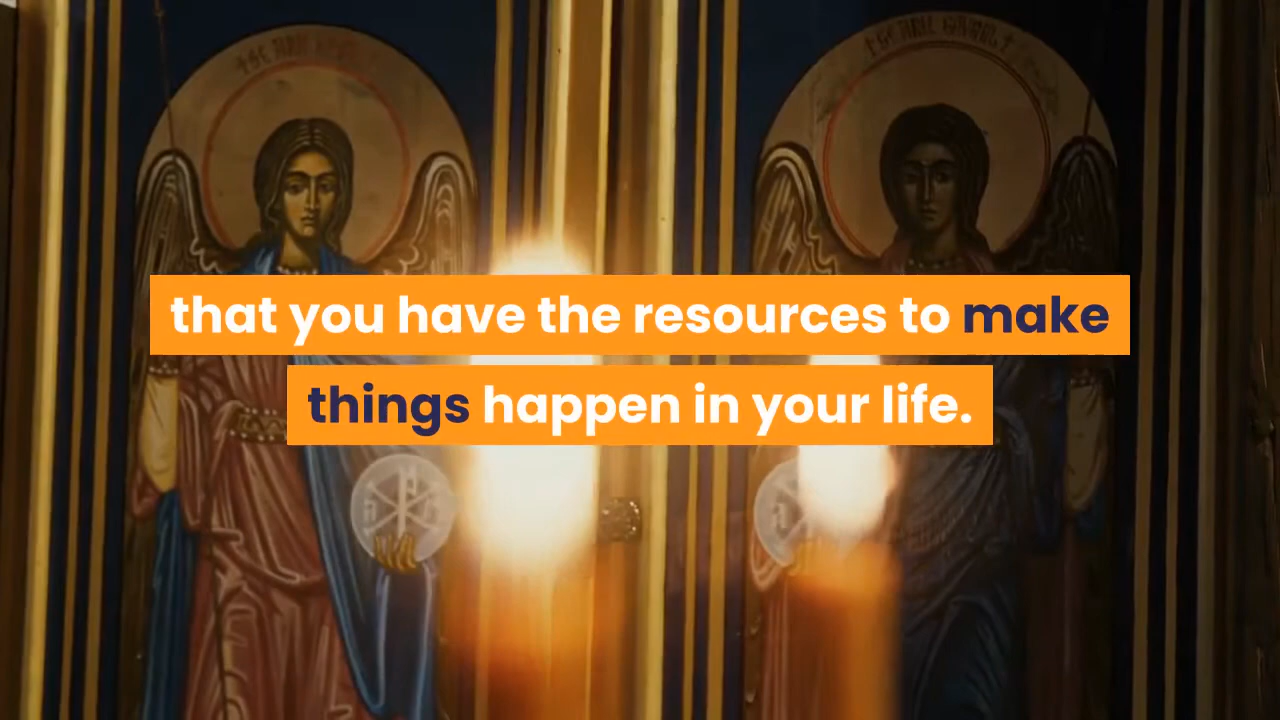 that you have the resources to make
things happen in your life.